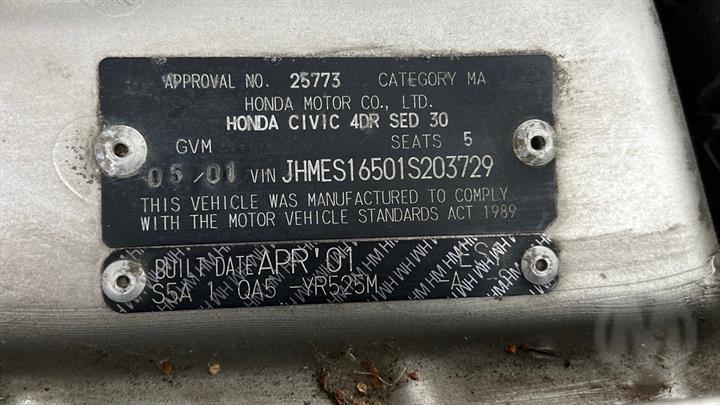 APPROVAL NO. 25773 CATEGORY MA
HONDA MOTOR CO., LTD.
HONDA CIVIC 4DR SED 30
GVM SEATS 5
05/01 VIN JHMES16501S203729
THIS VEHICLE WAS MANUFACTURED TO COMPLY
WITH THE MOTOR VEHICLE STANDARDS ACT 1989
BUILT DATE APR'01 ES
S5A 1 QA5 -YR525M -A